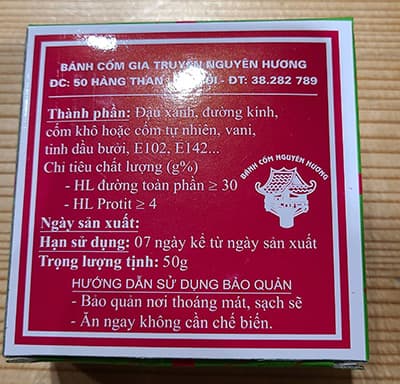 BÁNH CỐM GIA TRUYỀN NGUYÊN HƯƠNG
ĐC: 50 HÀNG THAN - NỘI - ĐT: 38.282 789
Thành phần: Đậu xanh, đường kính,
cốm khô hoặc cốm tự nhiên, vani,
tinh dầu bưởi, E102, E142...
Chỉ tiêu chất lượng (g%)
- HL đường toàn phần ≥ 30
- HL Protit ≥ 4
BÁNH CỐM NGUYÊN HƯƠNG
Ngày sản xuất:
Hạn sử dụng: 07 ngày kể từ ngày sản xuất
Trọng lượng tịnh: 50g
HƯỚNG DẪN SỬ DỤNG BẢO QUẢN
- Bảo quản nơi thoáng mát, sạch sẽ
- Ăn ngay không cần chế biến.